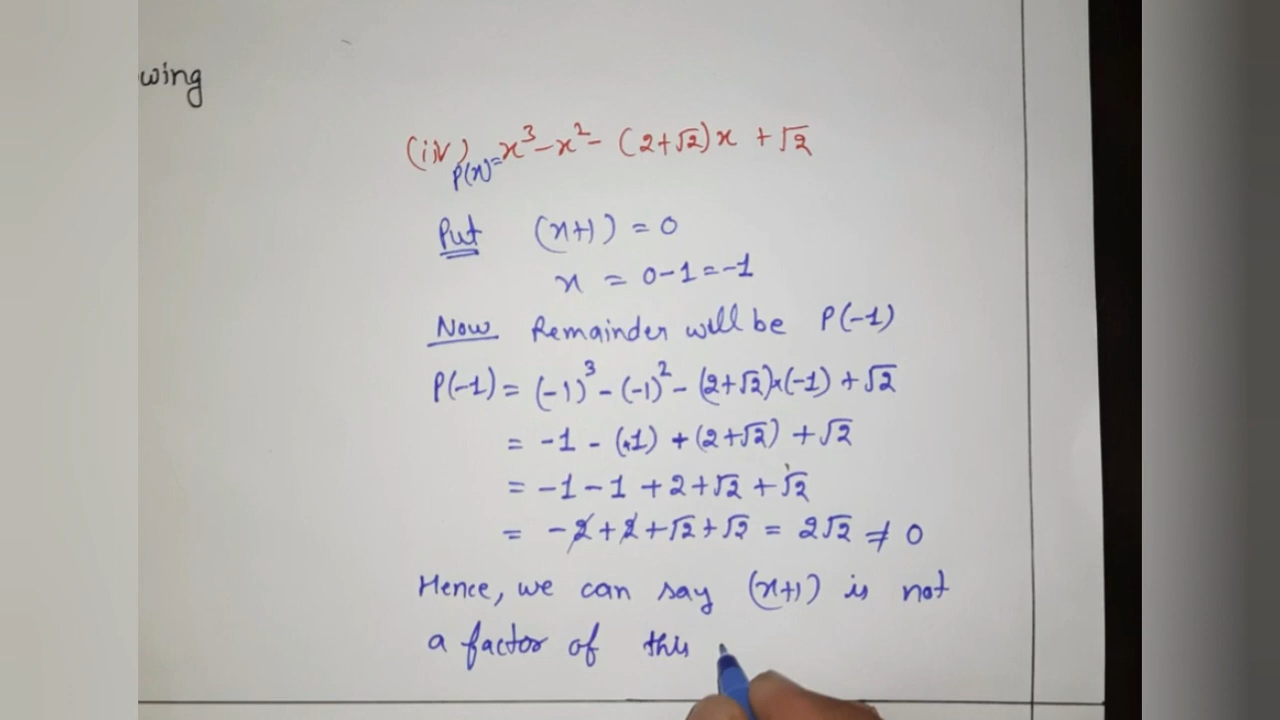 wing
(iv) x³-x²-(2+√2)x+√2
P(x)=
Put (x+1)=0
x = 0-1=-1
Now Remainder will be P(-1)
P(-1)= (-1)³-(-1)²-(2+√2)×(-1)+√2
= -1-(+1)+(2+√2)+√2
= -1-1+2+√2+√2
= -2+2+√2+√2 = 2√2 ≠ 0
Hence, we can say (x+1) is not
a factor of this